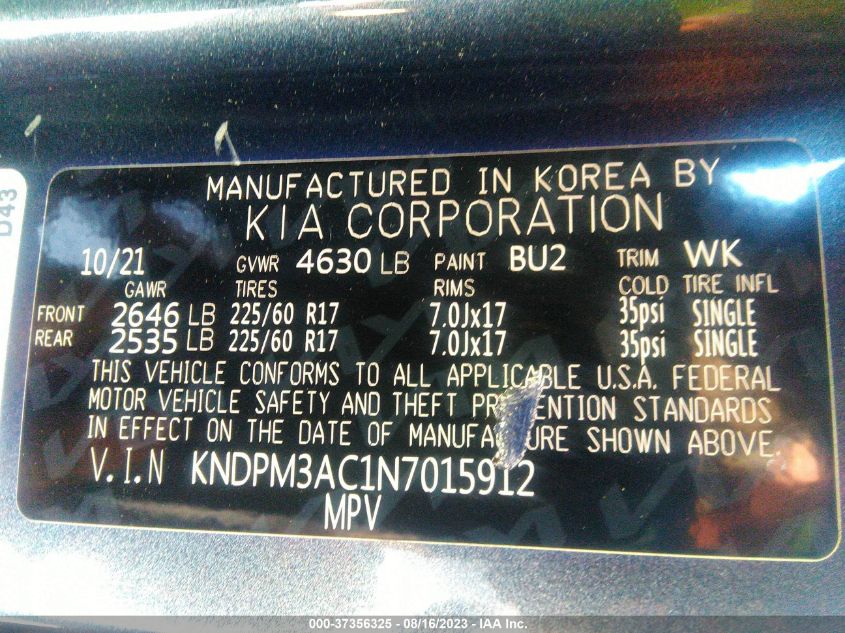 D43
MANUFACTURED IN KOREA BY
KIA CORPORATION
10/21 GVWR 4630 LB PAINT BU2 TRIM WK
GAWR TIRES RIMS COLD TIRE INFL
FRONT 2646 LB 225/60 R17 7.0Jx17 35psi SINGLE
REAR 2535 LB 225/60 R17 7.0Jx17 35psi SINGLE
THIS VEHICLE CONFORMS TO ALL APPLICABLE U.S.A. FEDERAL
MOTOR VEHICLE SAFETY AND THEFT PR ENTION STANDARDS
IN EFFECT ON THE DATE OF MANUFA URE SHOWN ABOVE.
V.I.N KNDPM3AC1N7015912
MPV
000-37356325 - 08/16/2023 - IAA Inc.